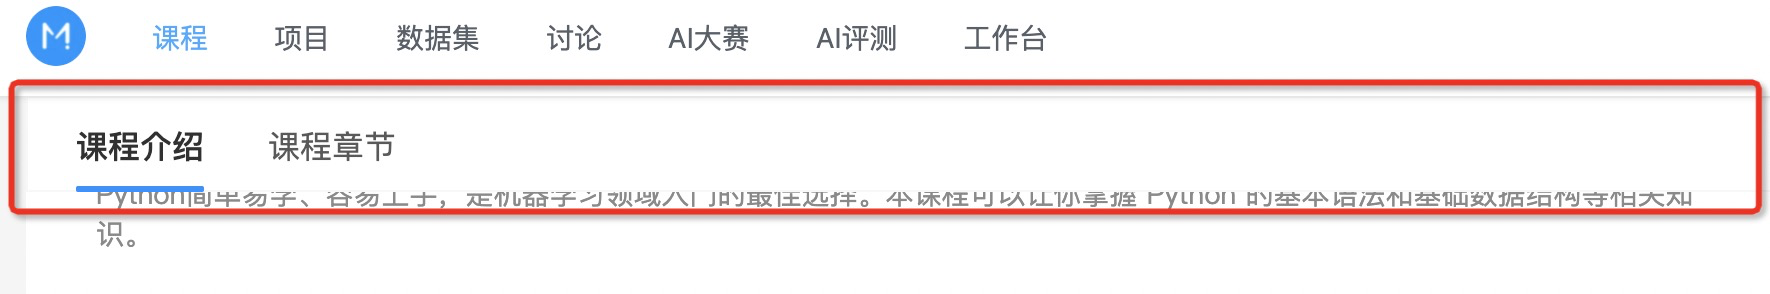 M
课程 项目 数据集 讨论 AI大赛 AI评测 工作台
课程介绍 课程章节
Python简单易学、容易上手，是机器学习领域入门的最佳选择。本课程可以让你掌握 Python 的基本语法和基础数据结构等相关知
识。